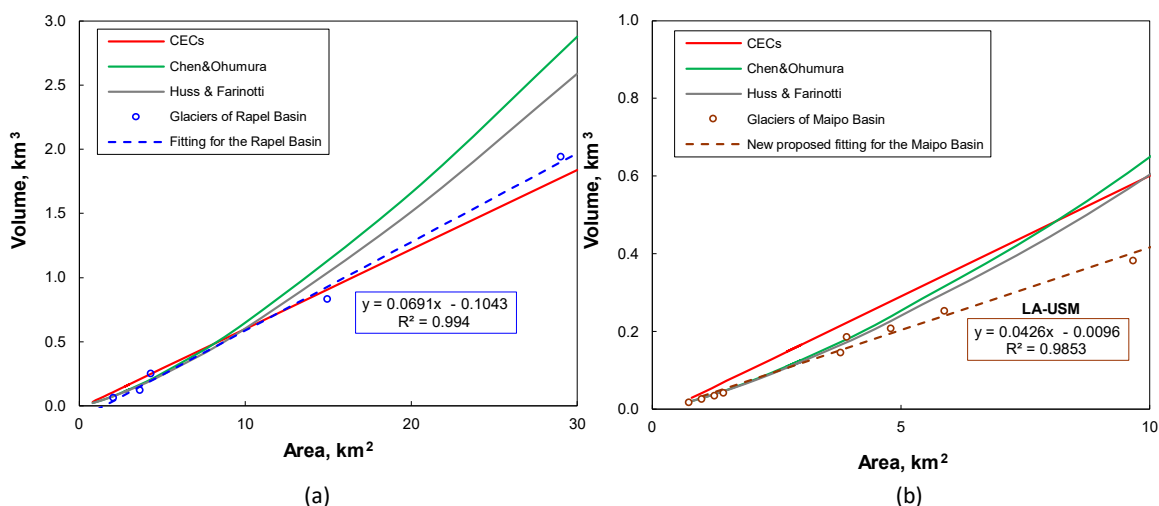 3.0
2.5
2.0
1.5
1.0
0.5
0.0
0
10
20
30
Volume, km³
Area, km²
CECs
Chen&Ohumura
Huss & Farinotti
Glaciers of Rapel Basin
Fitting for the Rapel Basin
y = 0.0691x - 0.1043
R² = 0.994
(a)
1.0
0.8
0.6
0.4
0.2
0.0
0
5
10
Volume, km³
Area, km²
CECs
Chen&Ohumura
Huss & Farinotti
Glaciers of Maipo Basin
New proposed fitting for the Maipo Basin
LA-USM
y = 0.0426x - 0.0096
R² = 0.9853
(b)